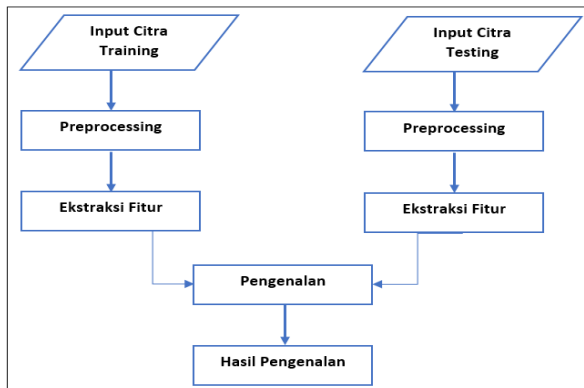 Input Citra
Training
Input Citra
Testing
Preprocessing
Preprocessing
Ekstraksi Fitur
Ekstraksi Fitur
Pengenalan
Hasil Pengenalan